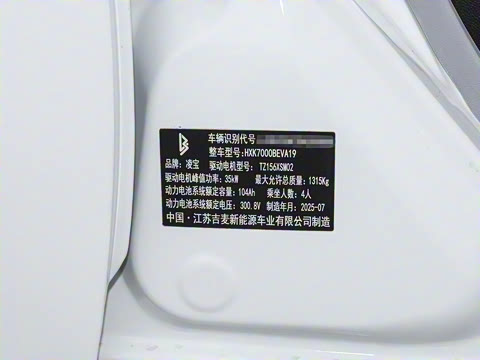 车辆识别代号
整车型号:HXK7000BEVA19
品牌:凌宝 驱动电机型号: TZ156XSM02
驱动电机峰值功率:35kW 最大允许总质量:1315Kg
动力电池系统额定容量:104Ah 乘坐人数:4人
动力电池系统额定电压:300.8V 制造年月:2025-07
中国·江苏吉麦新能源车业有限公司制造